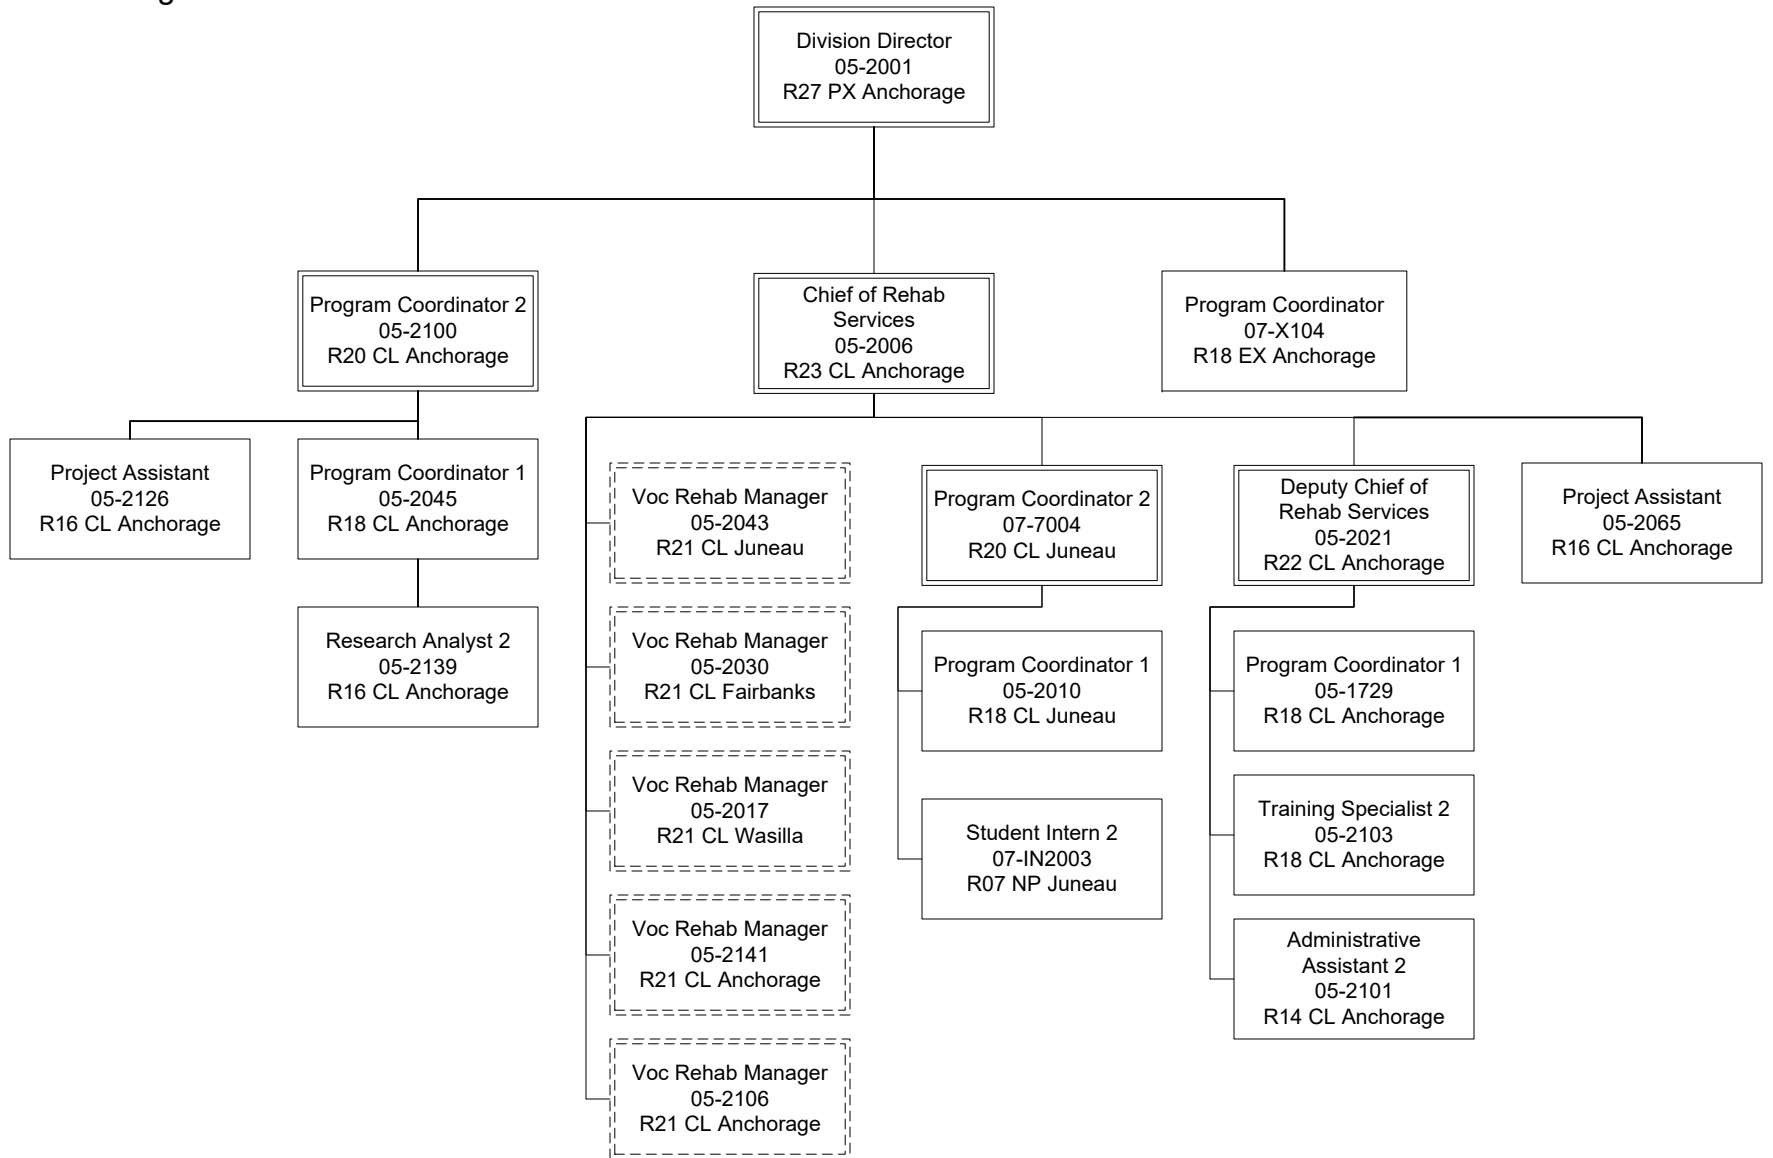 Division Director
05-2001
R27 PX Anchorage
Program Coordinator 2
05-2100
R20 CL Anchorage
Chief of Rehab
Services
05-2006
R23 CL Anchorage
Program Coordinator
07-X104
R18 EX Anchorage
Project Assistant
05-2126
R16 CL Anchorage
Program Coordinator 1
05-2045
R18 CL Anchorage
Research Analyst 2
05-2139
R16 CL Anchorage
Voc Rehab Manager
05-2043
R21 CL Juneau
Voc Rehab Manager
05-2030
R21 CL Fairbanks
Voc Rehab Manager
05-2017
R21 CL Wasilla
Voc Rehab Manager
05-2141
R21 CL Anchorage
Voc Rehab Manager
05-2106
R21 CL Anchorage
Program Coordinator 2
07-7004
R20 CL Juneau
Program Coordinator 1
05-2010
R18 CL Juneau
Student Intern 2
07-IN2003
R07 NP Juneau
Deputy Chief of
Rehab Services
05-2021
R22 CL Anchorage
Program Coordinator 1
05-1729
R18 CL Anchorage
Training Specialist 2
05-2103
R18 CL Anchorage
Administrative
Assistant 2
05-2101
R14 CL Anchorage
Project Assistant
05-2065
R16 CL Anchorage